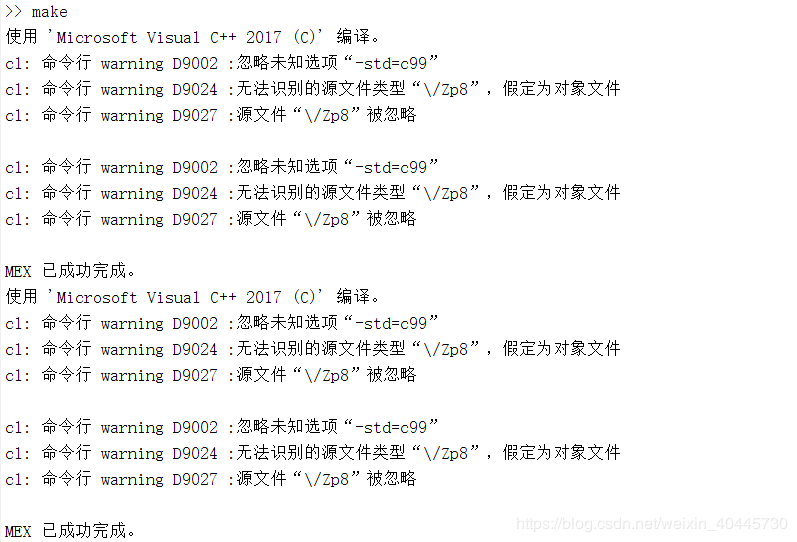 >> make
使用 'Microsoft Visual C++ 2017 (C)' 编译。
cl: 命令行 warning D9002 :忽略未知选项“-std=c99”
cl: 命令行 warning D9024 :无法识别的源文件类型“\/Zp8”，假定为对象文件
cl: 命令行 warning D9027 :源文件“\/Zp8”被忽略
cl: 命令行 warning D9002 :忽略未知选项“-std=c99”
cl: 命令行 warning D9024 :无法识别的源文件类型“\/Zp8”，假定为对象文件
cl: 命令行 warning D9027 :源文件“\/Zp8”被忽略
MEX 已成功完成。
使用 'Microsoft Visual C++ 2017 (C)' 编译。
cl: 命令行 warning D9002 :忽略未知选项“-std=c99”
cl: 命令行 warning D9024 :无法识别的源文件类型“\/Zp8”，假定为对象文件
cl: 命令行 warning D9027 :源文件“\/Zp8”被忽略
cl: 命令行 warning D9002 :忽略未知选项“-std=c99”
cl: 命令行 warning D9024 :无法识别的源文件类型“\/Zp8”，假定为对象文件
cl: 命令行 warning D9027 :源文件“\/Zp8”被忽略
MEX 已成功完成。
https://blog.csdn.net/weixin_40445730